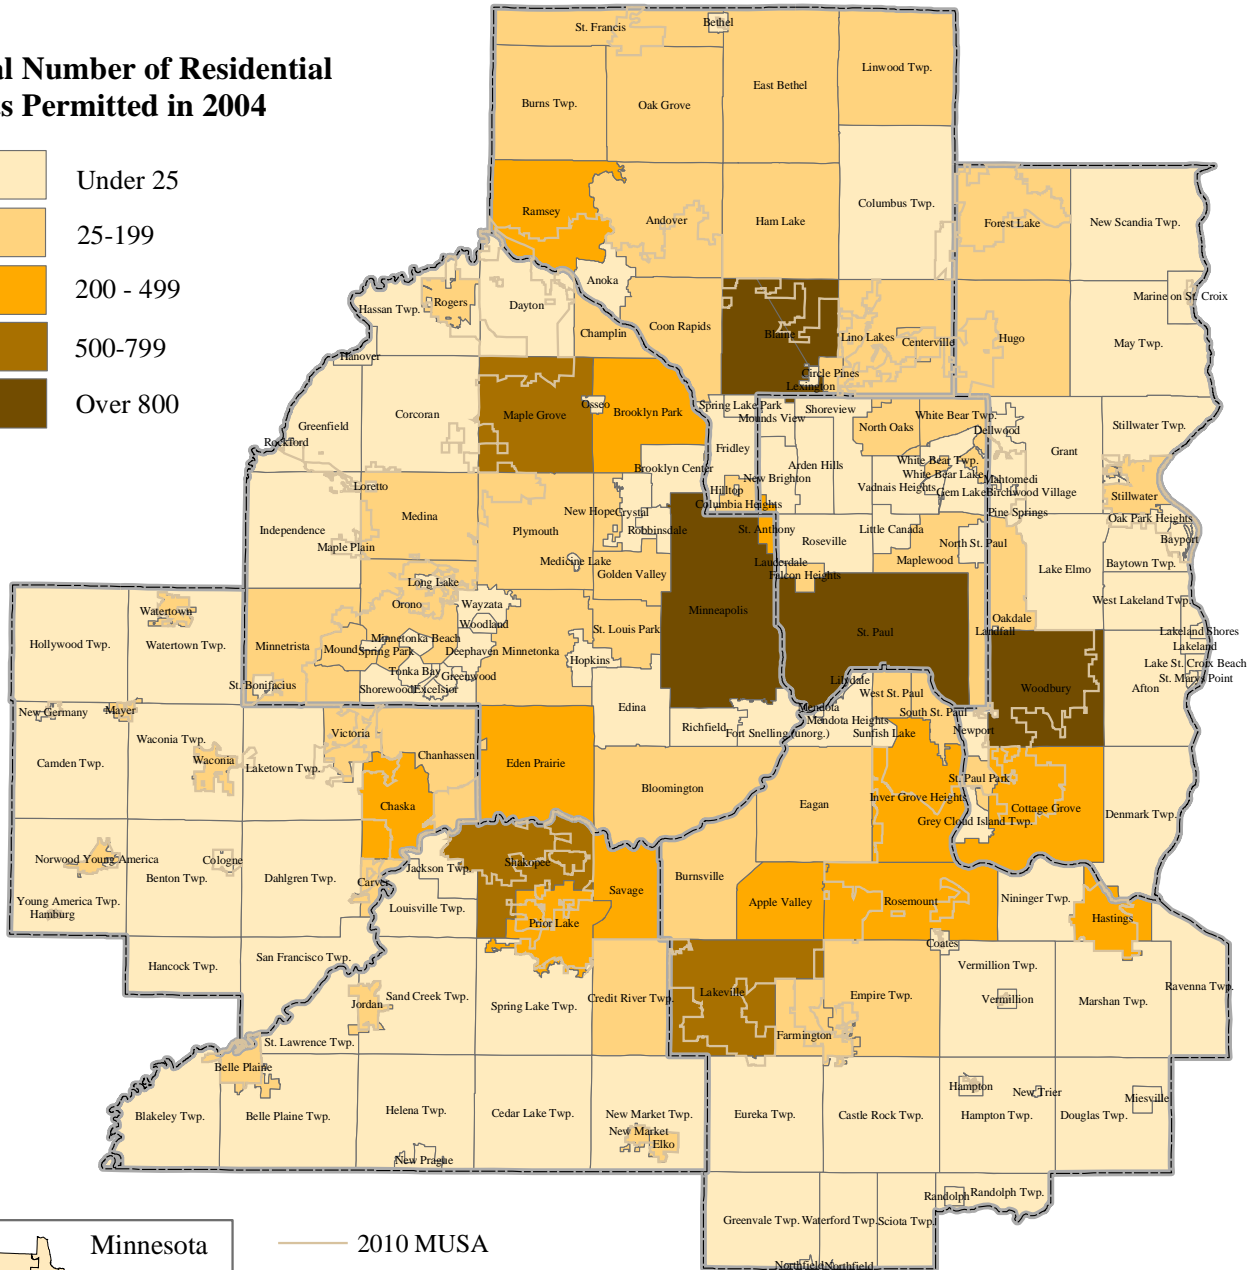 al Number of Residential
s Permitted in 2004
Under 25
25-199
200 - 499
500-799
Over 800
St. Francis
Bethel
Linwood Twp.
East Bethel
Burns Twp.
Oak Grove
Ramsey
Andover
Ham Lake
Columbus Twp.
Forest Lake
New Scandia Twp.
Anoka
Marine on St. Croix
Rogers
Hassan Twp.
Dayton
Champlin
Coon Rapids
Blaine
Lino Lakes
Centerville
Hugo
May Twp.
Hanover
Circle Pines
Lexington
Osseo
Spring Lake Park
Shoreview
Mounds View
White Bear Twp.
Maple Grove
Brooklyn Park
Corcoran
Greenfield
North Oaks
Dellwood
Stillwater Twp.
Rockford
Fridley
Grant
Brooklyn Center
Arden Hills
White Bear Twp.
White Bear Lake
New Brighton
Mahtomedi
Loretto
Hilltop
Vadnais Heights
Gem Lake
Birchwood Village
Stillwater
Columbia Heights
Medina
New Hope
Crystal
Pine Springs
Oak Park Heights
Independence
Plymouth
Robbinsdale
St. Anthony
Little Canada
Bayport
Roseville
North St. Paul
Maple Plain
Medicine Lake
Lauderdale
Maplewood
Baytown Twp.
Golden Valley
Falcon Heights
Lake Elmo
Long Lake
Orono
Wayzata
West Lakeland Twp.
Watertown
Minneapolis
Woodland
Oakdale
Hollywood Twp.
Watertown Twp.
Minnetrista
Minnetonka Beach
St. Louis Park
St. Paul
Landfall
Lakeland Shores
Mound
Spring Park
Deephaven
Minnetonka
Lakeland
Hopkins
Lake St. Croix Beach
Tonka Bay
Greenwood
St. Marys Point
St. Bonifacius
Shorewood
Excelsior
Lilydale
Woodbury
Afton
West St. Paul
New Germany
Mayer
Edina
Mendota
South St. Paul
Mendota Heights
Richfield
Fort Snelling (unorg.)
Sunfish Lake
Newport
Waconia Twp.
Victoria
Chanhassen
Camden Twp.
Waconia
Laketown Twp.
Eden Prairie
St. Paul Park
Bloomington
Chaska
Eagan
Inver Grove Heights
Cottage Grove
Grey Cloud Island Twp.
Denmark Twp.
Norwood Young America
Cologne
Shakopee
Jackson Twp.
Benton Twp.
Dahlgren Twp.
Carver
Savage
Burnsville
Young America Twp.
Hamburg
Louisville Twp.
Apple Valley
Rosemount
Nininger Twp.
Prior Lake
Hastings
Coates
San Francisco Twp.
Hancock Twp.
Vermillion Twp.
Sand Creek Twp.
Spring Lake Twp.
Credit River Twp.
Lakeville
Empire Twp.
Vermillion
Marshan Twp.
Ravenna Twp.
Jordan
St. Lawrence Twp.
Farmington
Belle Plaine
Hampton
New Trier
Miesville
Blakeley Twp.
Belle Plaine Twp.
Helena Twp.
Cedar Lake Twp.
New Market Twp.
Eureka Twp.
Castle Rock Twp.
Hampton Twp.
Douglas Twp.
New Market
Elko
New Prague
Randolph
Randolph Twp.
Greenvale Twp.
Waterford Twp.
Sciota Twp.
Minnesota
2010 MUSA
Northfield
Northfield